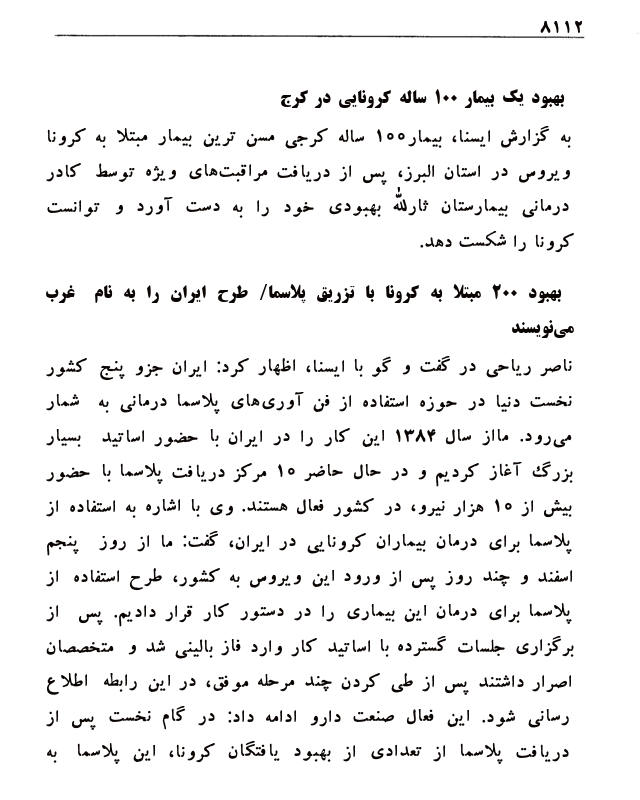 ۸۱۱۲
بهبود یک بیمار ۱۰۰ ساله کرونایی در کرج
به گزارش ایسنا، بیمار۱۰۰ ساله کرجی مسن ترین بیمار مبتلا به کرونا
ویروس در استان البرز، پس از دریافت مراقبت‌های ویژه توسط کادر
درمانی بیمارستان ثارالله بهبودی خود را به دست آورد و توانست
کرونا را شکست دهد.
بهبود ۲۰۰ مبتلا به کرونا با تزریق پلاسما/ طرح ایران را به نام غرب
می‌نویسند
ناصر ریاحی در گفت و گو با ایسنا، اظهار کرد: ایران جزو پنج کشور
نخست دنیا در حوزه استفاده از فن آوری‌های پلاسما درمانی به شمار
می‌رود. مااز سال ۱۳۸۴ این کار را در ایران با حضور اساتید بسیار
بزرگ آغاز کردیم و در حال حاضر ۱۰ مرکز دریافت پلاسما با حضور
بیش از ۱۰ هزار نیرو، در کشور فعال هستند. وی با اشاره به استفاده از
پلاسما برای درمان بیماران کرونایی در ایران، گفت: ما از روز پنجم
اسفند و چند روز پس از ورود این ویروس به کشور، طرح استفاده از
پلاسما برای درمان این بیماری را در دستور کار قرار دادیم. پس از
برگزاری جلسات گسترده با اساتید کار وارد فاز بالینی شد و متخصصان
اصرار داشتند پس از طی کردن چند مرحله موفق، در این رابطه اطلاع
رسانی شود. این فعال صنعت دارو ادامه داد: در گام نخست پس از
دریافت پلاسما از تعدادی از بهبود یافتگان کرونا، این پلاسما به